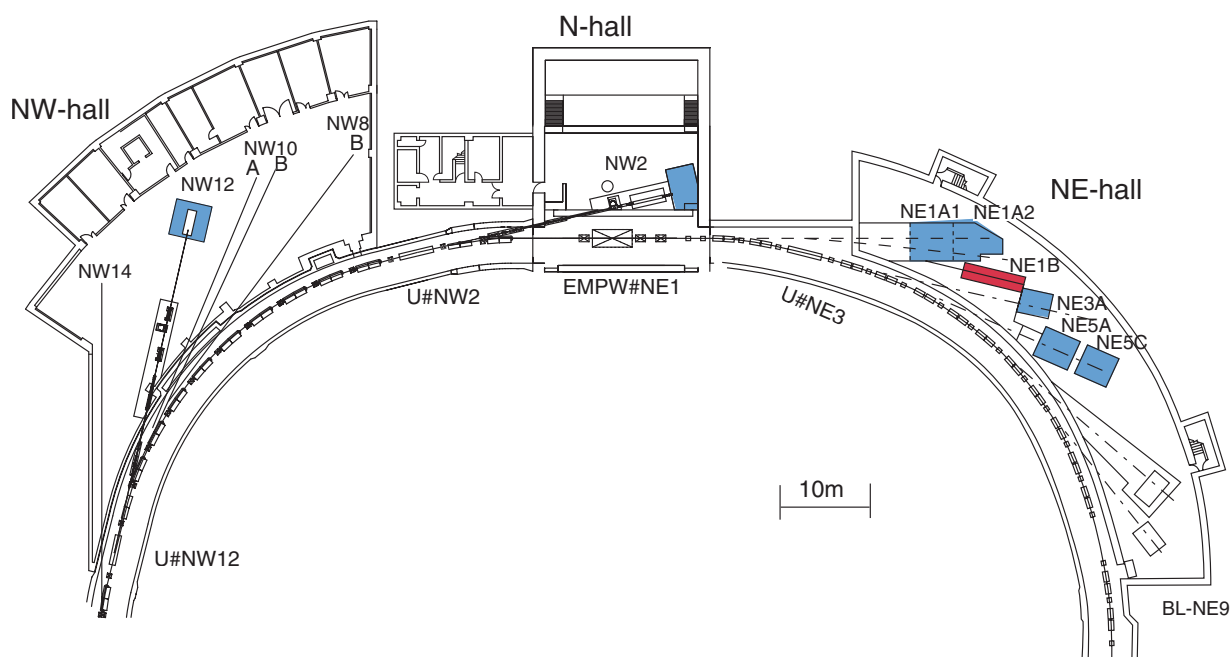 N-hall
NW-hall
NW8
B
NW10
A
B
NW12
NW2
NE-hall
NE1A1
NE1A2
NE1B
NE3A
NE5A
NE5C
NW14
U#NW2
EMPW#NE1
U#NE3
10m
U#NW12
BL-NE9